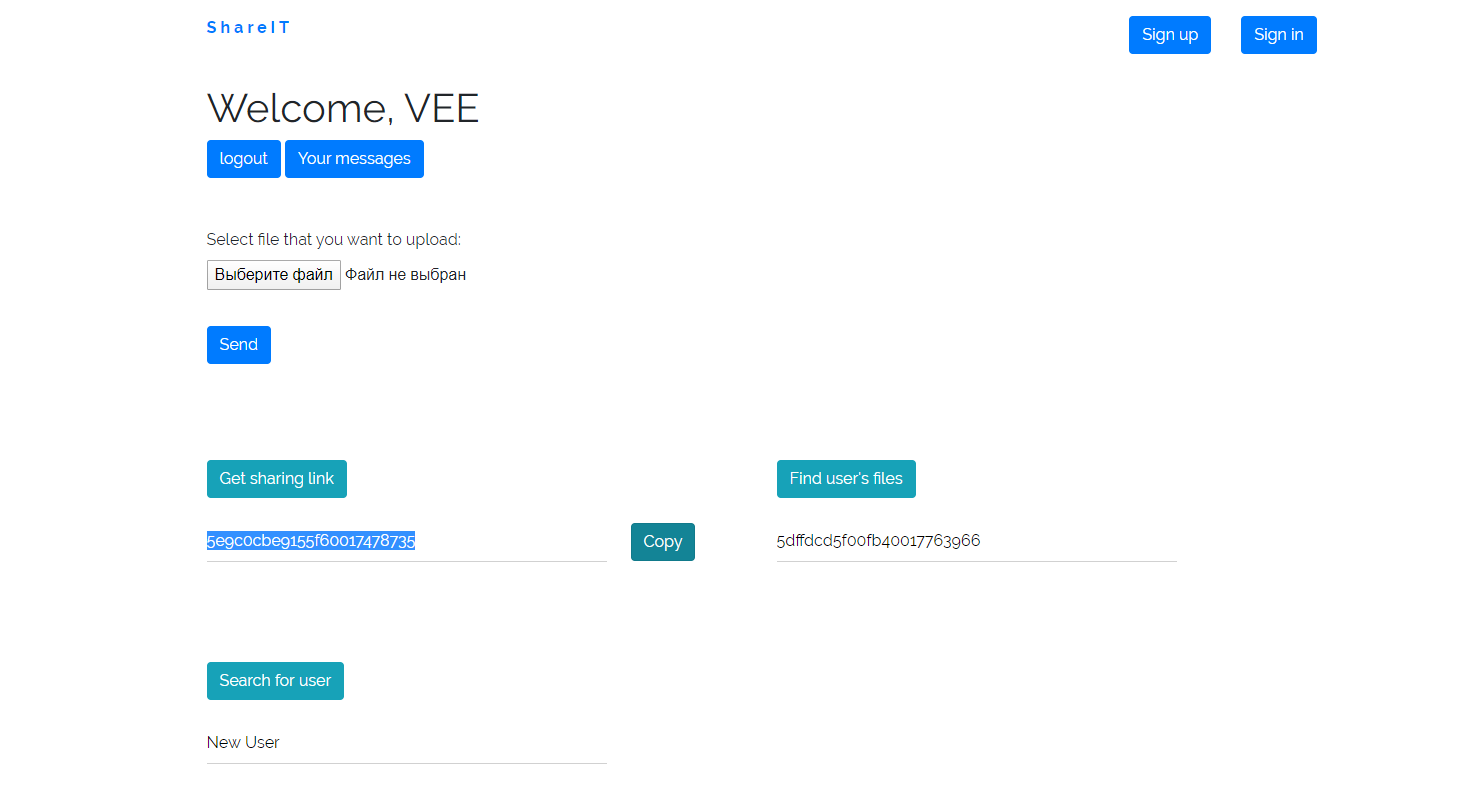 ShareIT
Sign up
Sign in
Welcome, VEE
logout
Your messages
Select file that you want to upload:
Выберите файл Файл не выбран
Send
Get sharing link
Find user's files
5e9c0cbe9155f60017478735
Copy
5dffdcd5f00fb40017763966
Search for user
New User